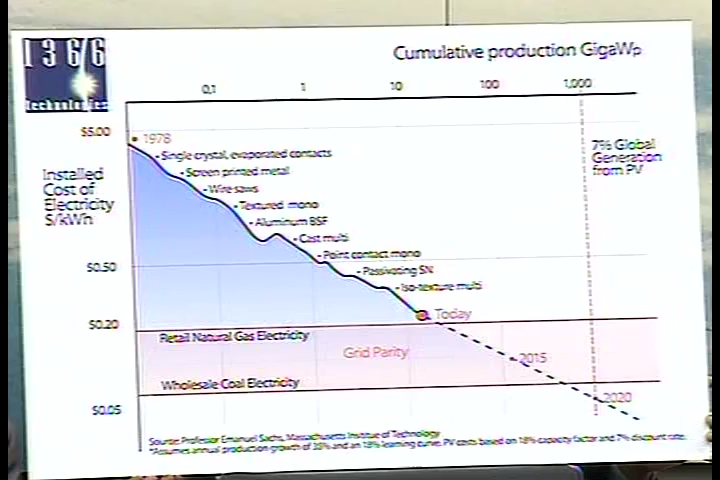 1366
Technologies
Cumulative production GigaWp
0.1 1 10 100 1,000
$5.00
1978
Single crystal, evaporated contacts
Screen printed metal
Wire saws
Textured mono
Aluminum BSF
Cast multi
Point contact mono
Passivating SN
Iso-texture multi
Today
7% Global
Generation
from PV
Installed
Cost of
Electricity
$/kWh
$0.50
$0.20
Retail Natural Gas Electricity
Grid Parity
2015
Wholesale Coal Electricity
2020
$0.05
Source: Professor Emanuel Sachs, Massachusetts Institute of Technology
*Assumes annual production growth of 35% and an 18% learning curve. PV costs based on 18% capacity factor and 7% discount rate.